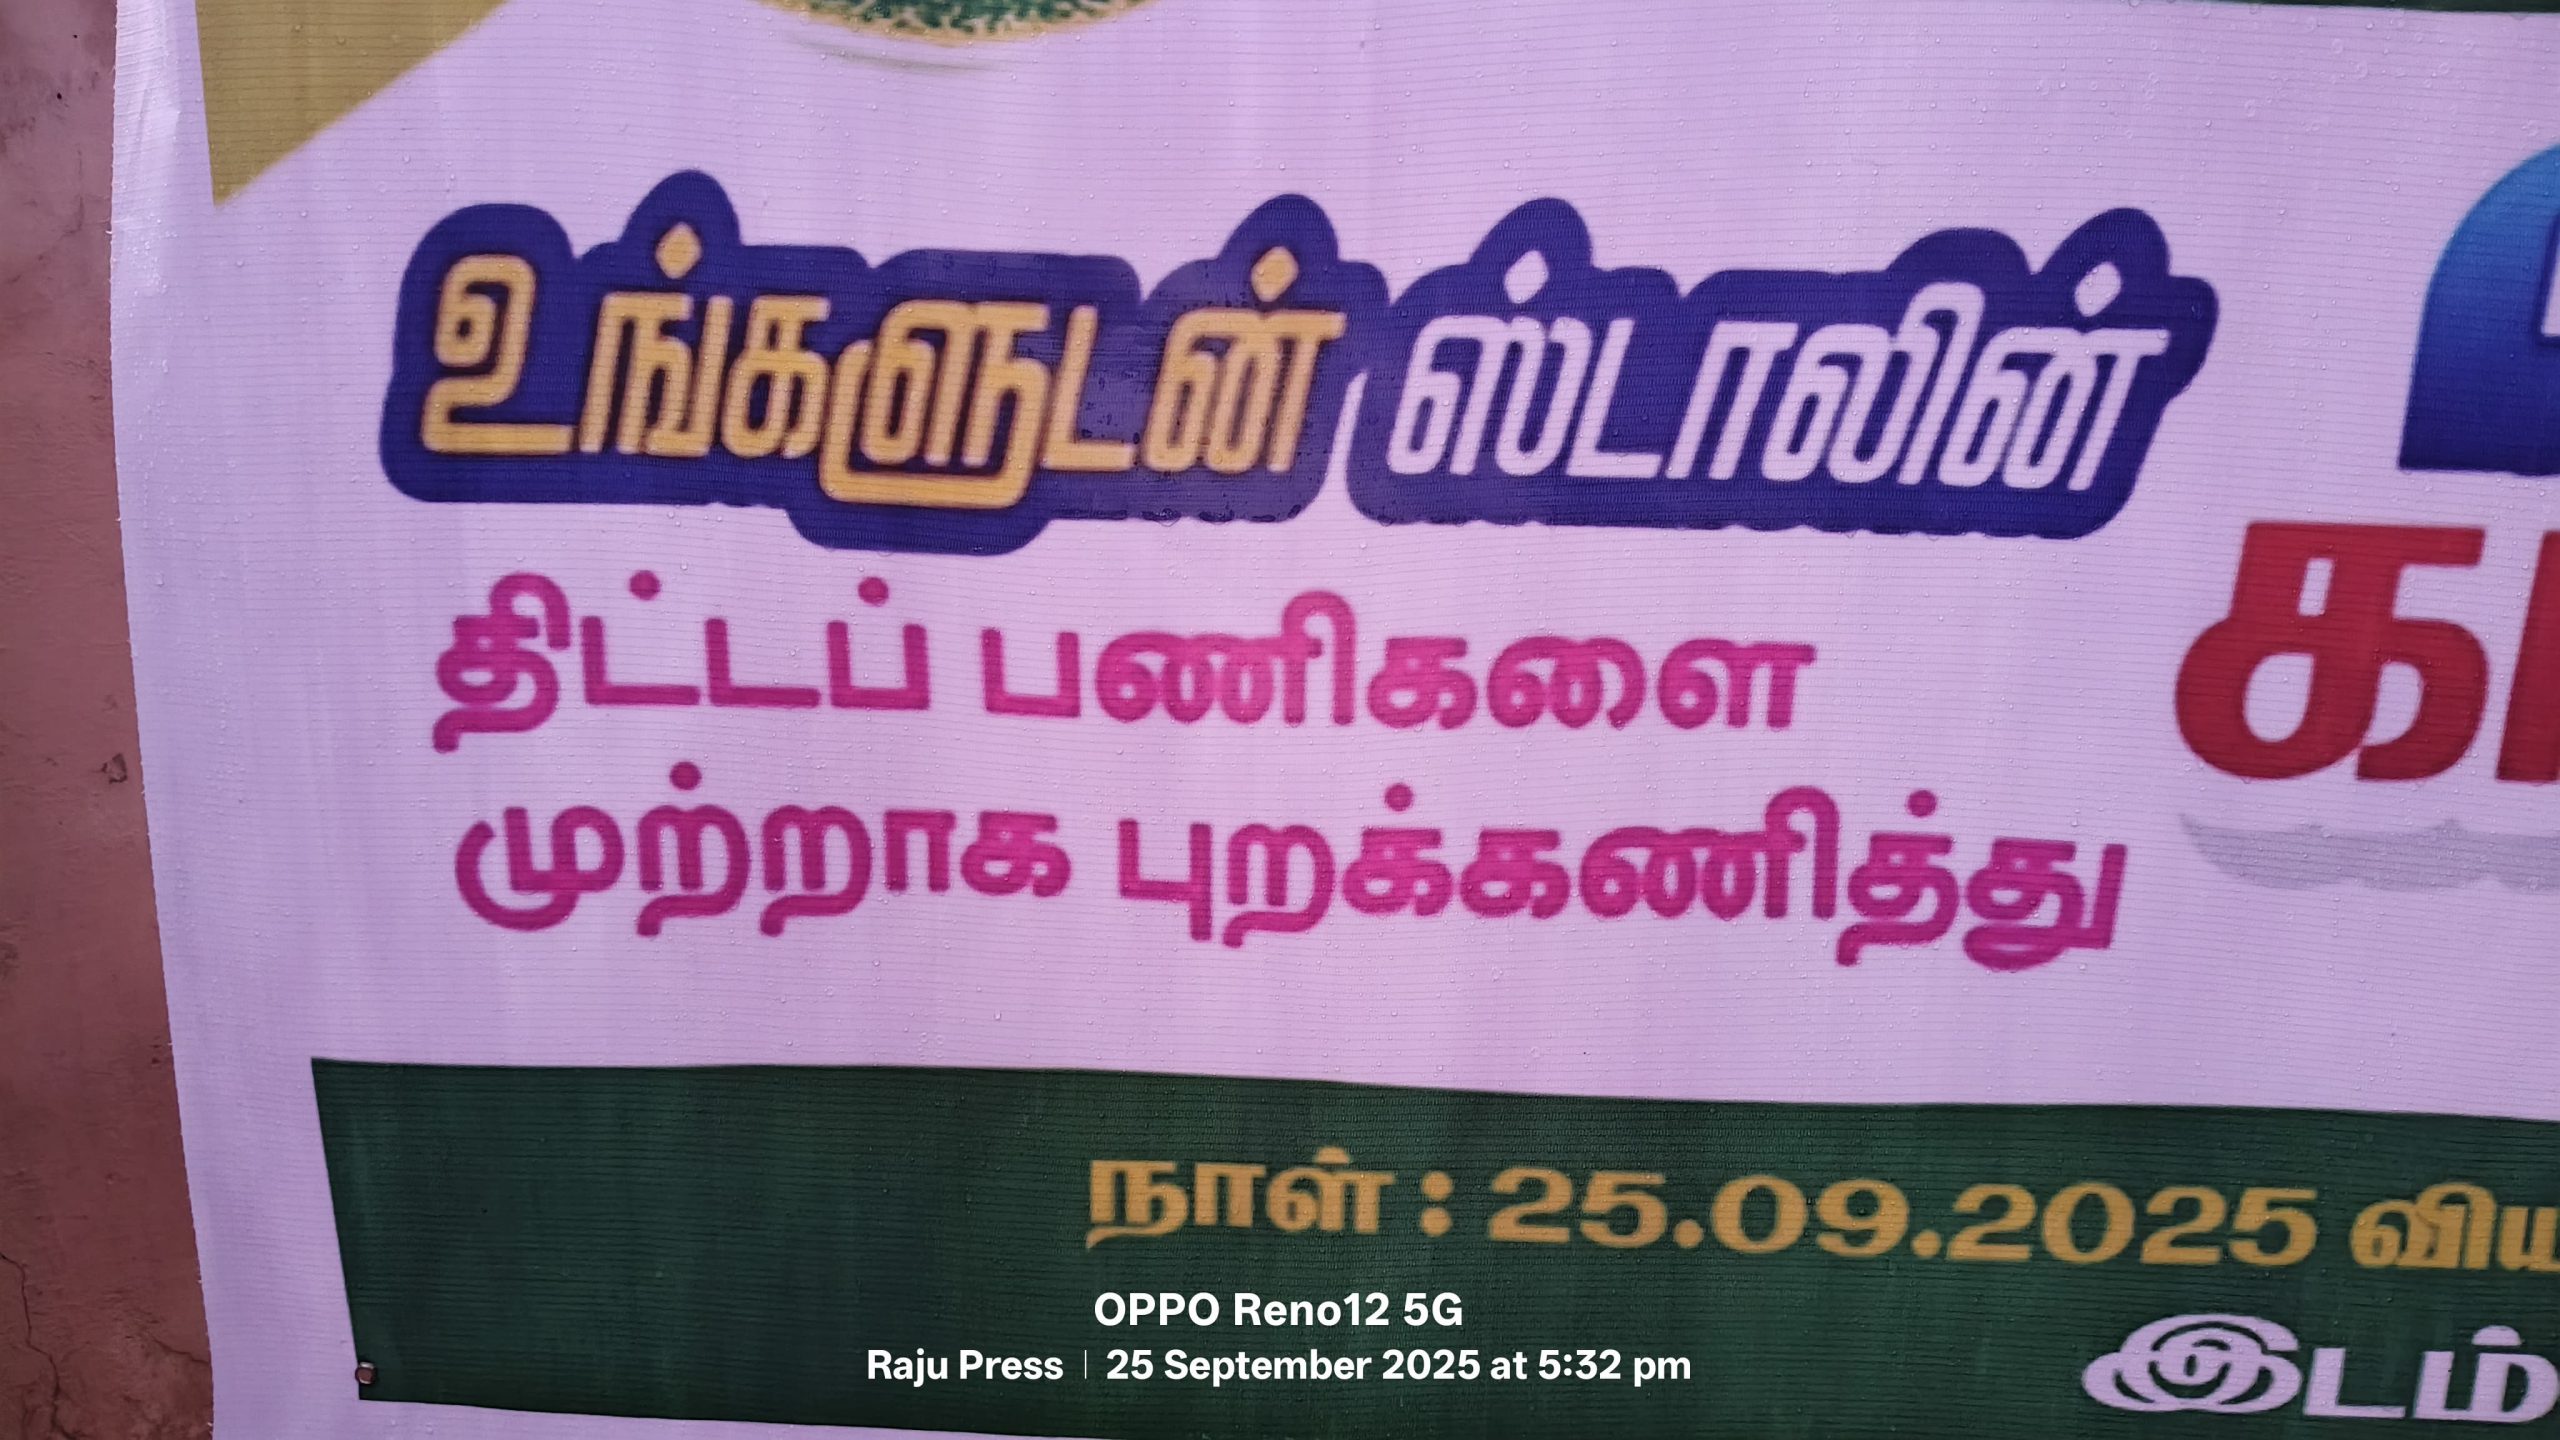 உங்களுடன் ஸ்டாலின்
திட்டப் பணிகளை
முற்றாக புறக்கணித்து
நாள் : 25.09.2025
இடம்
OPPO Reno12 5G
Raju Press | 25 September 2025 at 5:32 pm